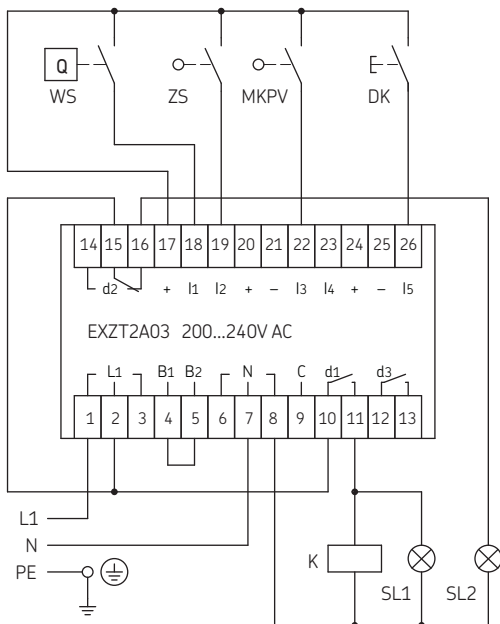 Q
WS ZS MKPV DK
14 15 16 17 18 19 20 21 22 23 24 25 26
d2 + I1 I2 + – I3 I4 + – I5
EXZT2A03 200...240V AC
L1 B1 B2 N C d1 d3
1 2 3 4 5 6 7 8 9 10 11 12 13
L1
N
PE
K SL1 SL2